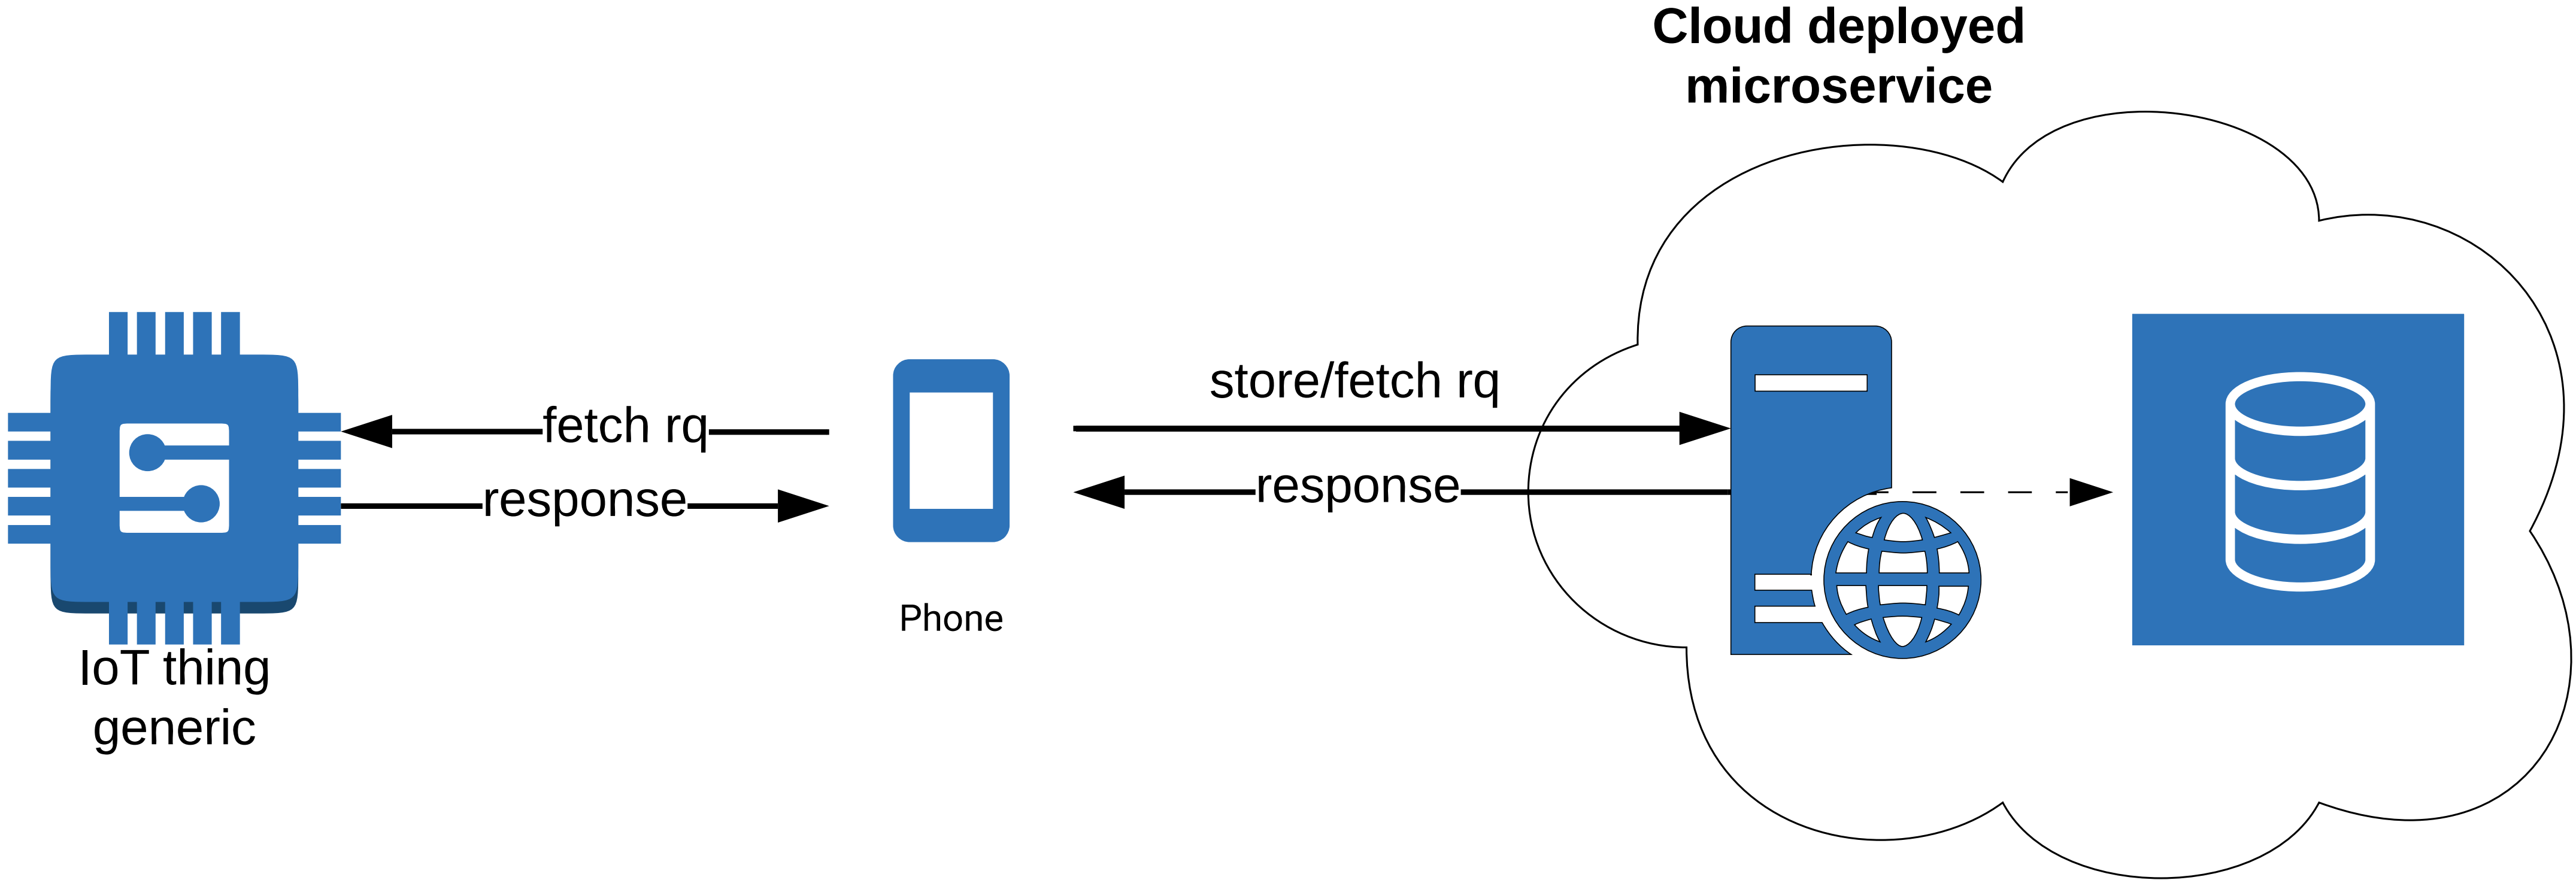 Cloud deployed
microservice
store/fetch rq
fetch rq
response
response
Phone
IoT thing
generic